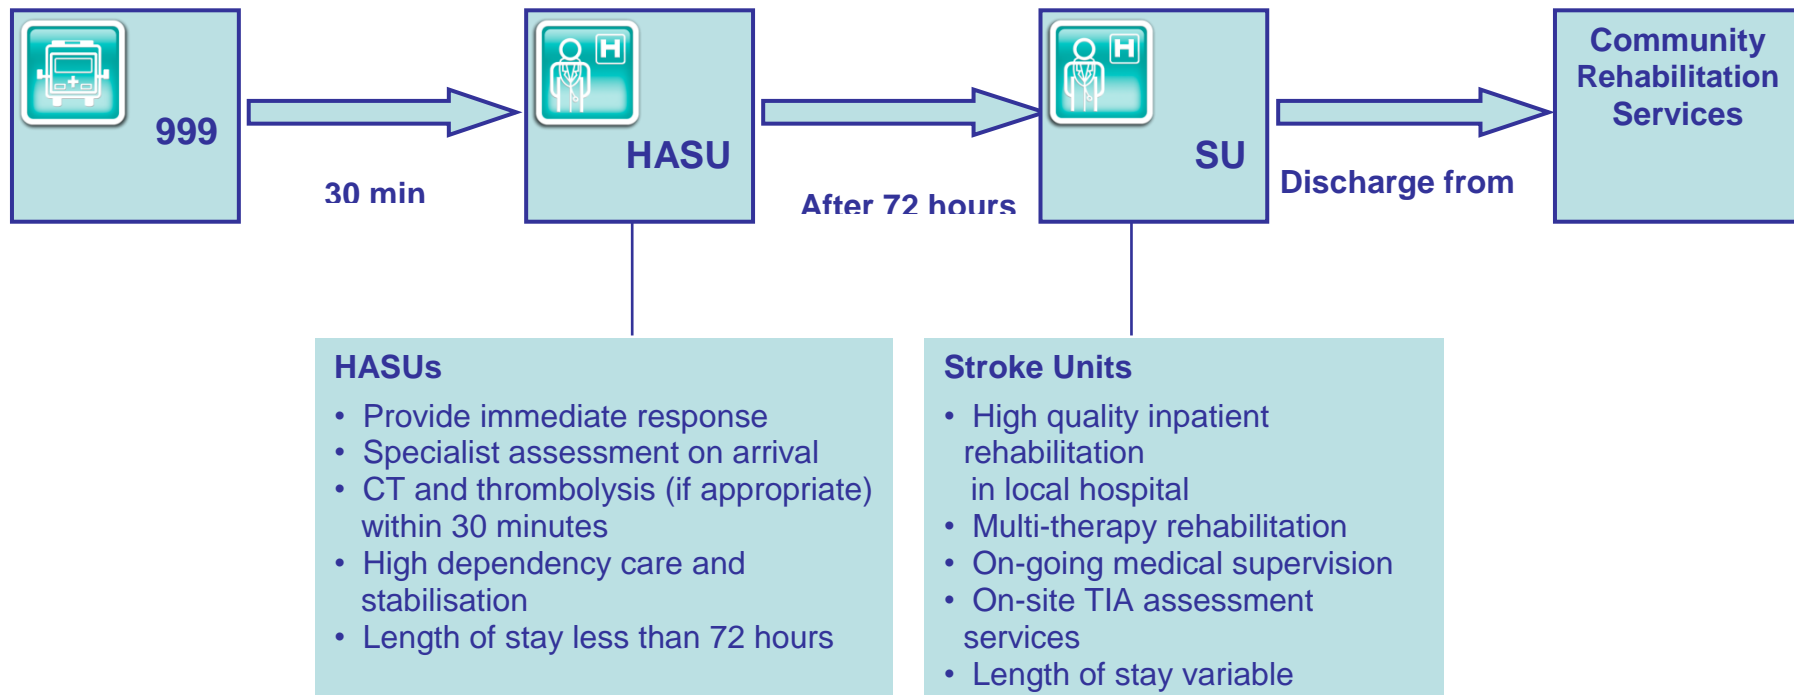 999
30 min
H
HASU
After 72 hours
H
SU
Discharge from
Community
Rehabilitation
Services
HASUs
• Provide immediate response
• Specialist assessment on arrival
• CT and thrombolysis (if appropriate)
within 30 minutes
• High dependency care and
stabilisation
• Length of stay less than 72 hours
Stroke Units
• High quality inpatient
rehabilitation
in local hospital
• Multi-therapy rehabilitation
• On-going medical supervision
• On-site TIA assessment
services
• Length of stay variable